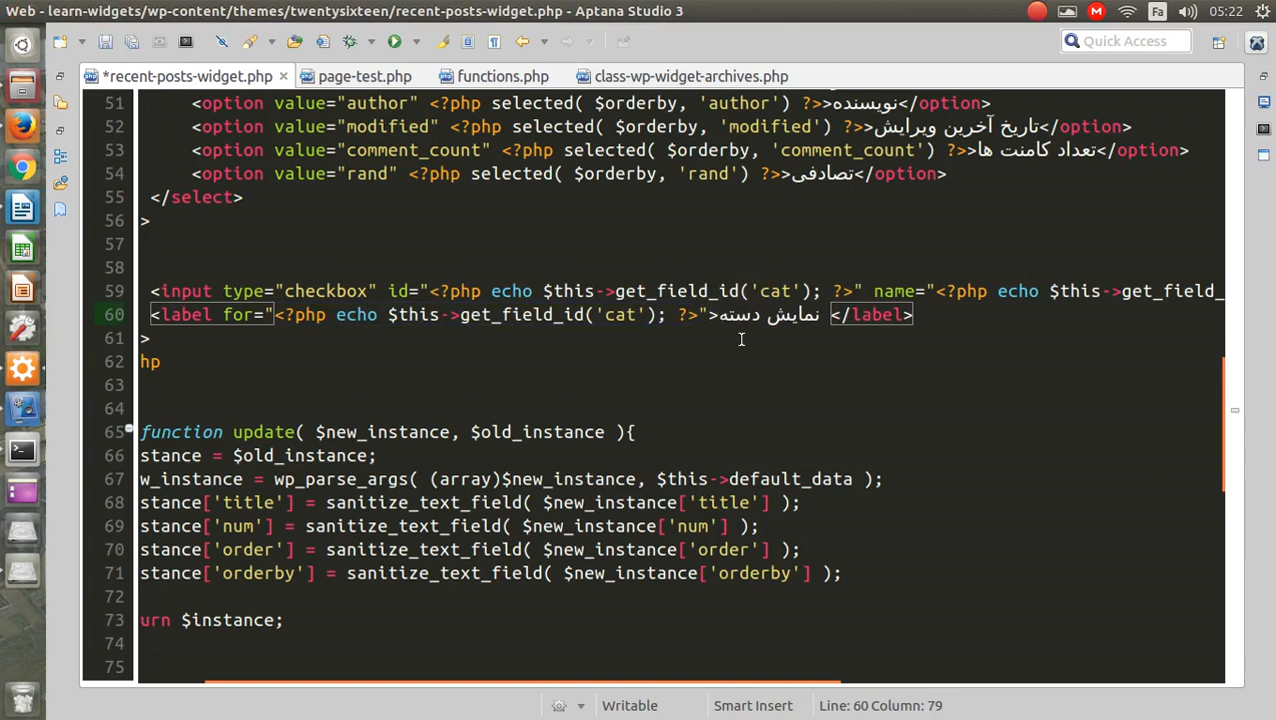 Web - learn-widgets/wp-content/themes/twentysixteen/recent-posts-widget.php - Aptana Studio 3
Fa
05:22
Quick Access
*recent-posts-widget.php
page-test.php
functions.php
class-wp-widget-archives.php
51 <option value="author" <?php selected( $orderby, 'author') ?>>نویسنده</option>
52 <option value="modified" <?php selected( $orderby, 'modified') ?>>تاریخ آخرین ویرایش</option>
53 <option value="comment_count" <?php selected( $orderby, 'comment_count') ?>>تعداد کامنت ها</option>
54 <option value="rand" <?php selected( $orderby, 'rand') ?>>تصادفی</option>
55 </select>
56 >
57
58
59 <input type="checkbox" id="<?php echo $this->get_field_id('cat'); ?>" name="<?php echo $this->get_field_
60 <label for="<?php echo $this->get_field_id('cat'); ?>">نمایش دسته </label>
61 >
62 hp
63
64
65 function update( $new_instance, $old_instance ){
66 stance = $old_instance;
67 w_instance = wp_parse_args( (array)$new_instance, $this->default_data );
68 stance['title'] = sanitize_text_field( $new_instance['title'] );
69 stance['num'] = sanitize_text_field( $new_instance['num'] );
70 stance['order'] = sanitize_text_field( $new_instance['order'] );
71 stance['orderby'] = sanitize_text_field( $new_instance['orderby'] );
72
73 urn $instance;
74
75
Writable
Smart Insert
Line: 60 Column: 79